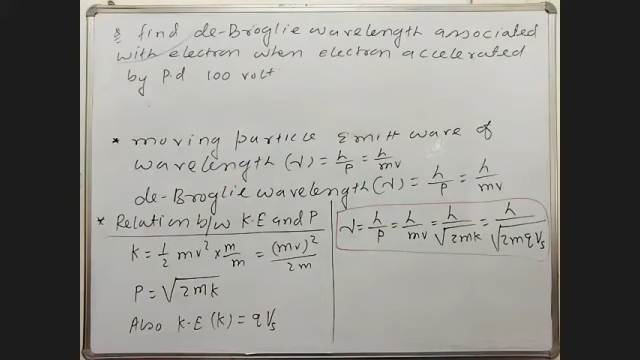 Q find de-Broglie wavelength associated
with electron when electron accelerated
by P.d 100 volt
* moving particle Emitt wave of
wavelength (λ) = h/p = h/mv
de-Broglie wavelength (λ) = h/p = h/mv
* Relation b/w K.E and P
K = 1/2 mv² × m/m = (mv)²/2m
P = √2mK
Also K.E (K) = qVs
λ = h/p = h/mv = h/√2mK = h/√2mqVs